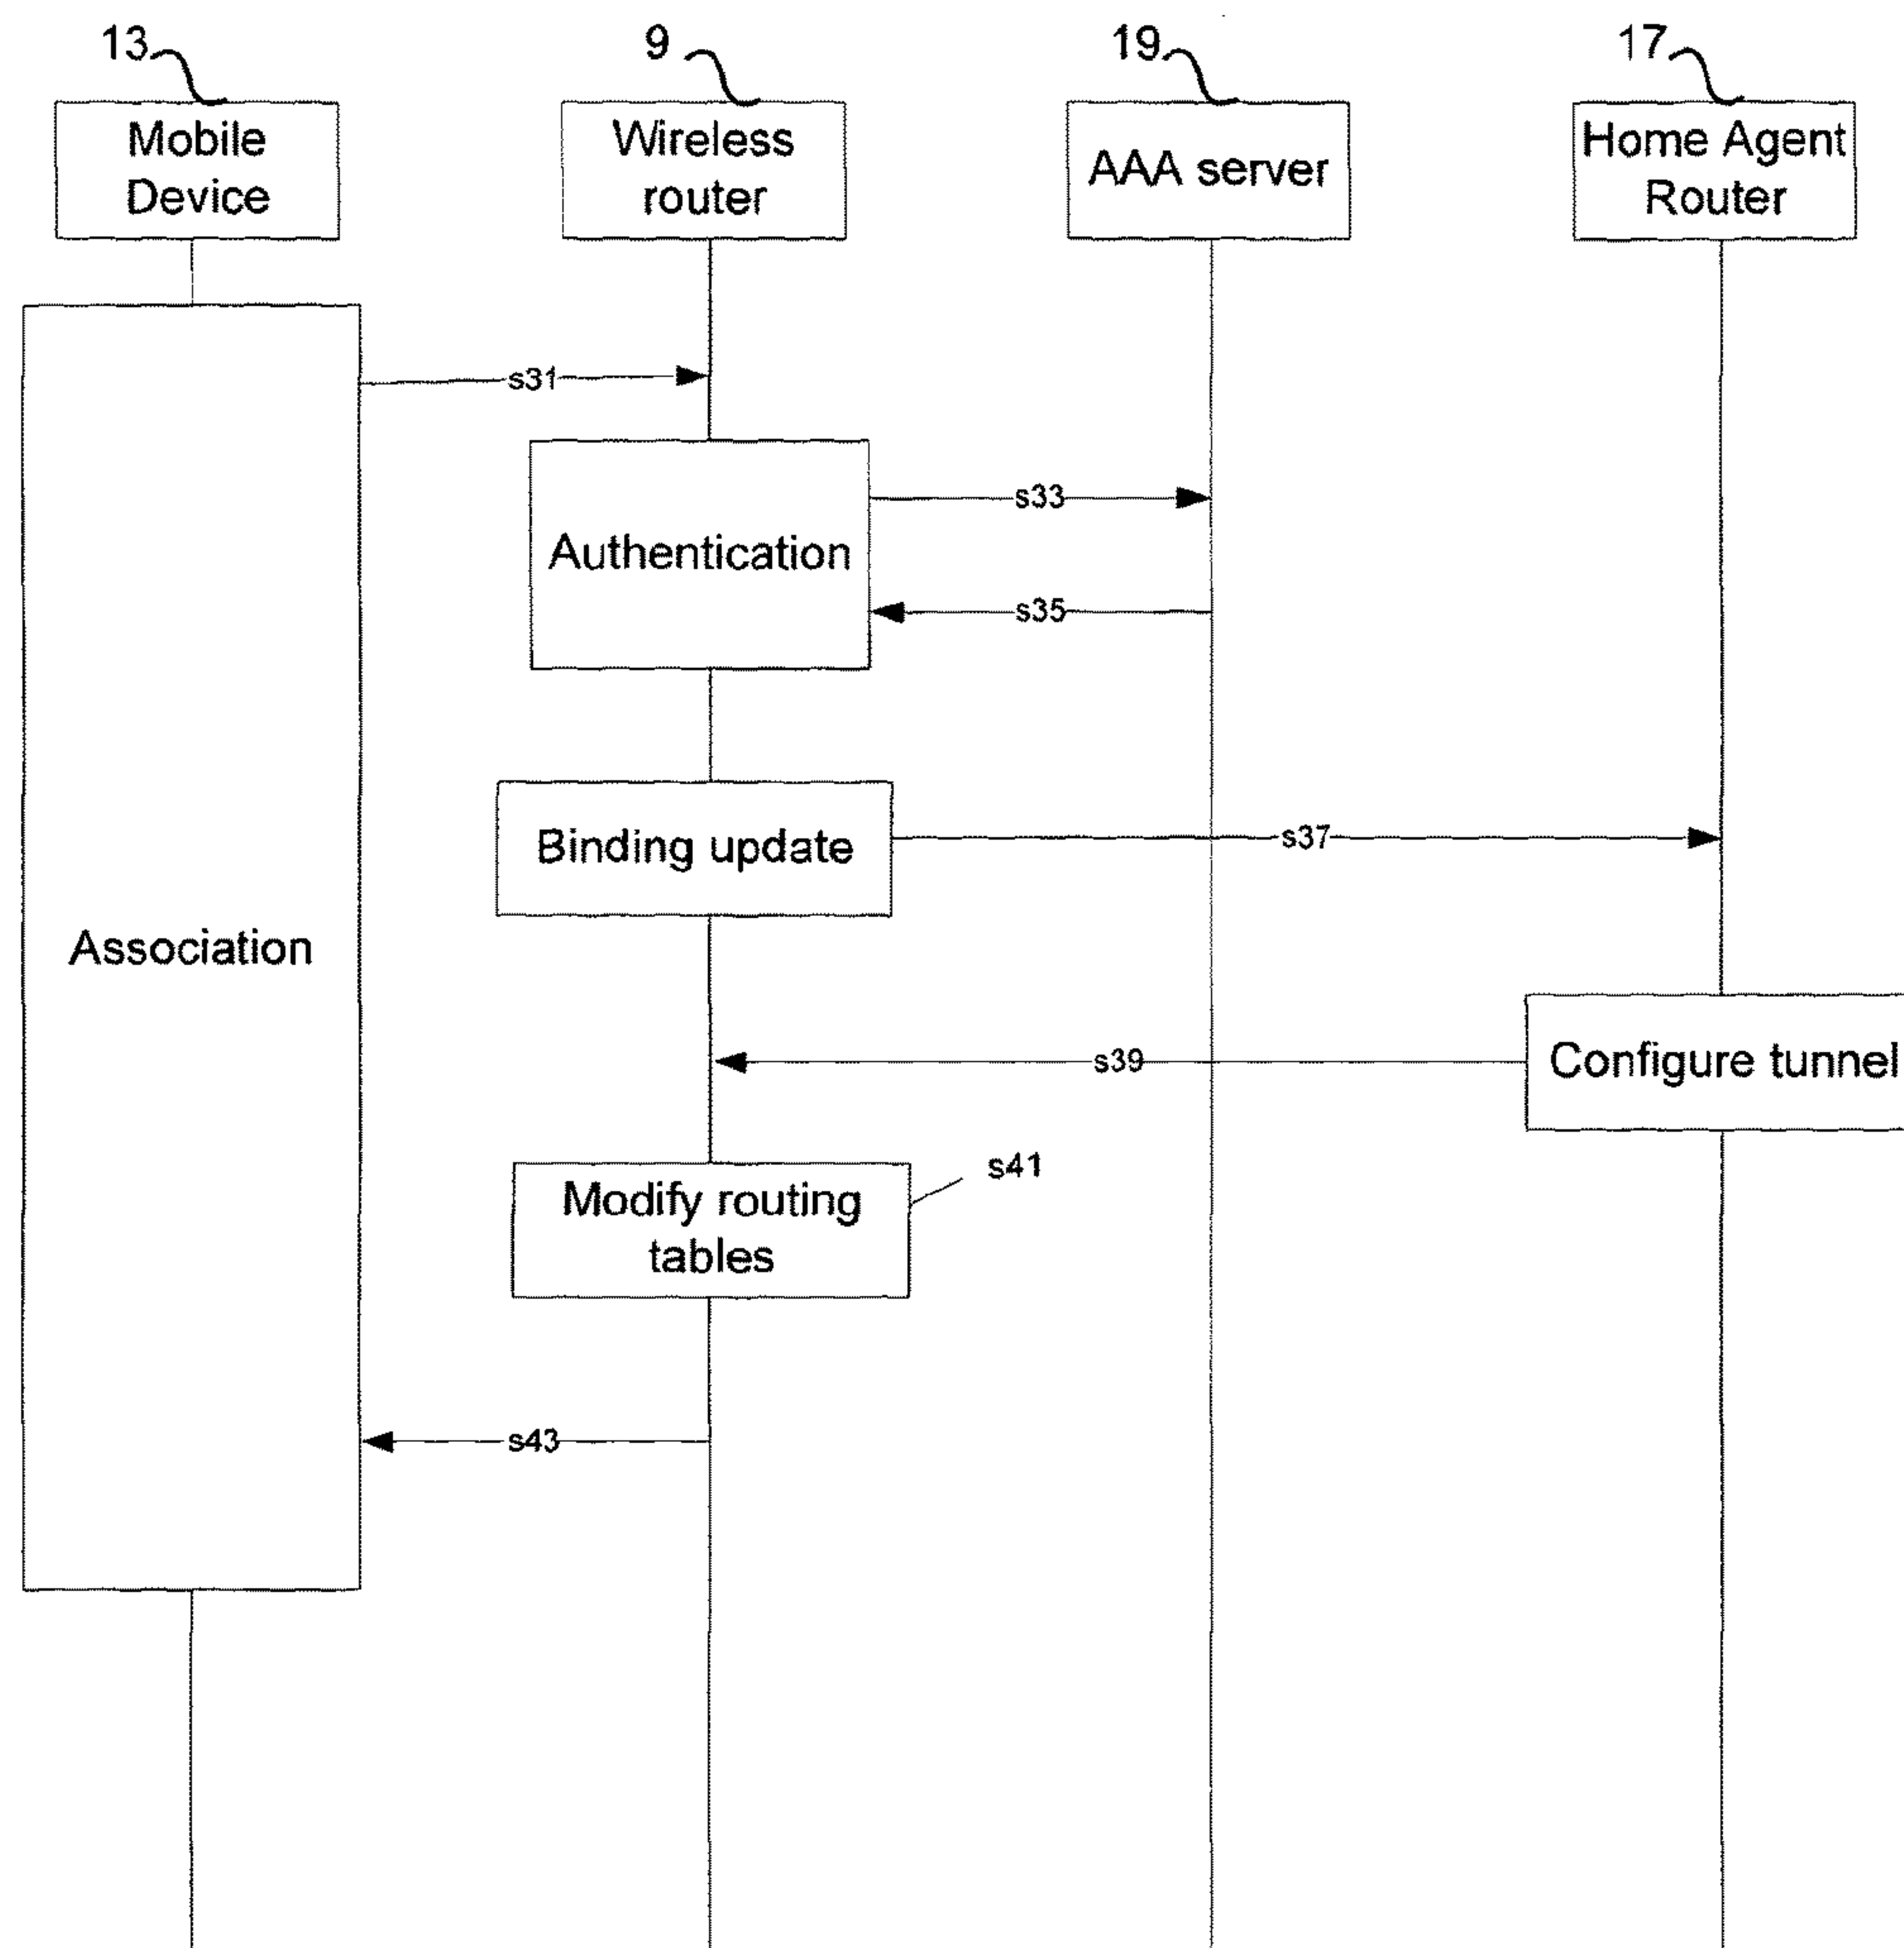 13
9
19
17
Mobile
Device
Wireless
router
AAA server
Home Agent
Router
s31
s33
Authentication
s35
Binding update
s37
Association
s39
Configure tunnel
s41
Modify routing
tables
s43